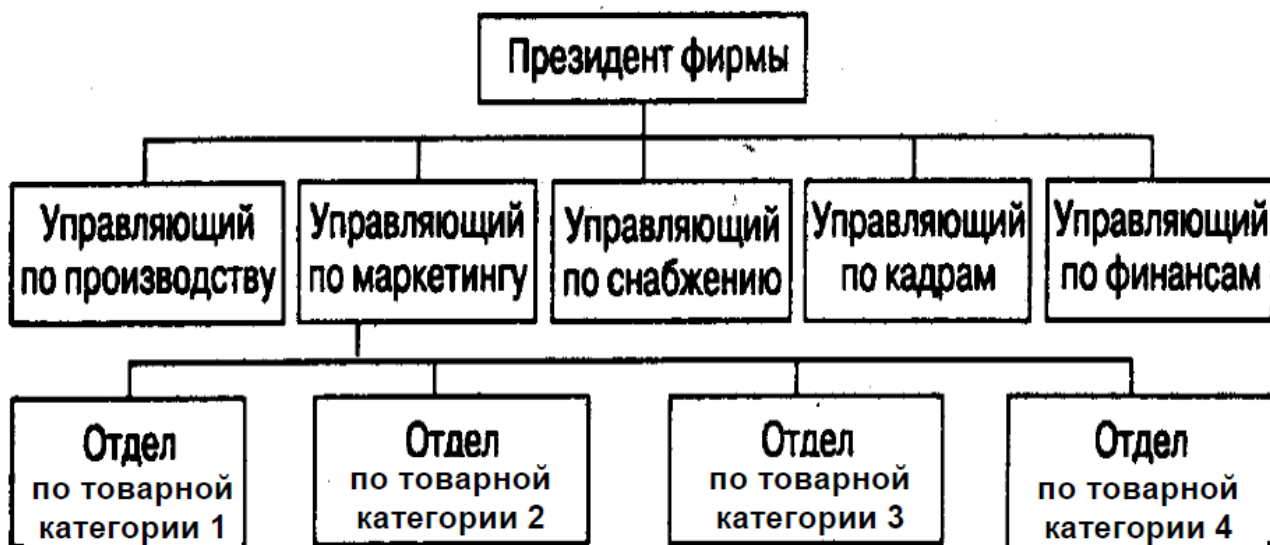 Президент фирмы
Управляющий
по производству
Управляющий
по маркетингу
Управляющий
по снабжению
Управляющий
по кадрам
Управляющий
по финансам
Отдел
по товарной
категории 1
Отдел
по товарной
категории 2
Отдел
по товарной
категории 3
Отдел
по товарной
категории 4